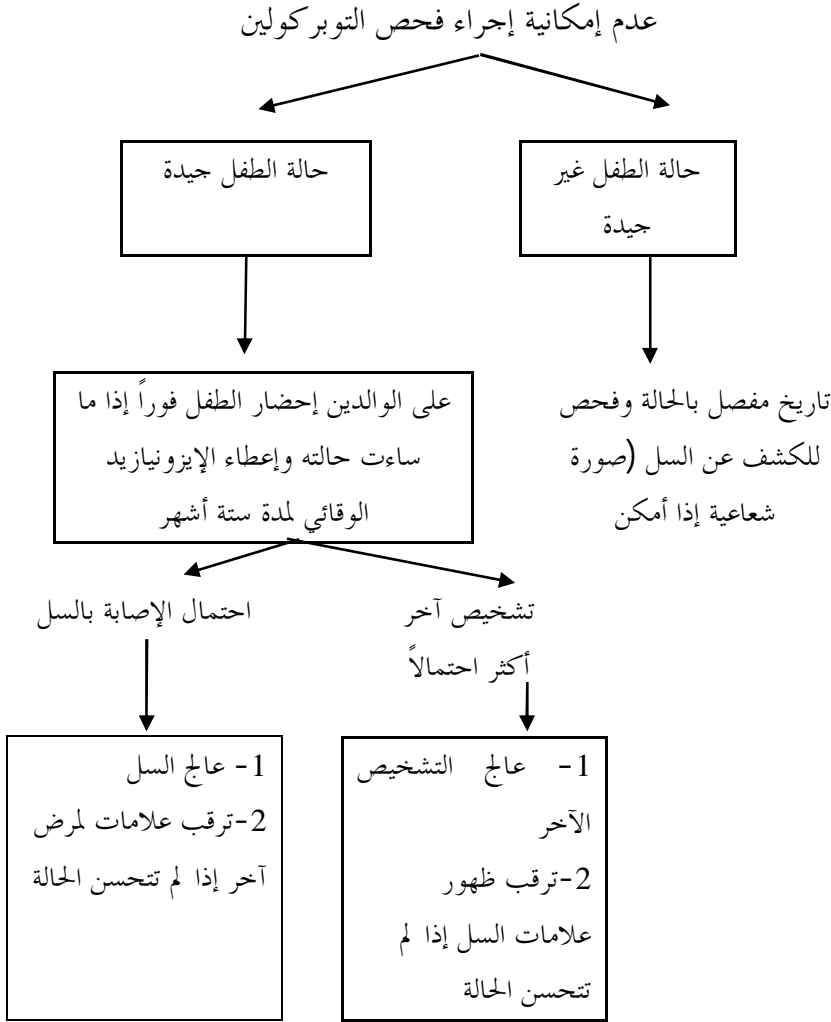 عدم إمكانية إجراء فحص التوبركولين
حالة الطفل غير
جيدة
حالة الطفل جيدة
تاريخ مفصل بالحالة وفحص
للكشف عن السل (صورة
شعاعية إذا أمكن
على الوالدين إحضار الطفل فوراً إذا ما
ساءت حالته وإعطاء الإيزونيازيد
الوقائي لمدة ستة أشهر
تشخيص آخر
أكثر احتمالاً
احتمال الإصابة بالسل
1- عالج التشخيص
الآخر
2-ترقب ظهور
علامات السل إذا لم
تتحسن الحالة
1- عالج السل
2-ترقب علامات لمرض
آخر إذا لم تتحسن الحالة